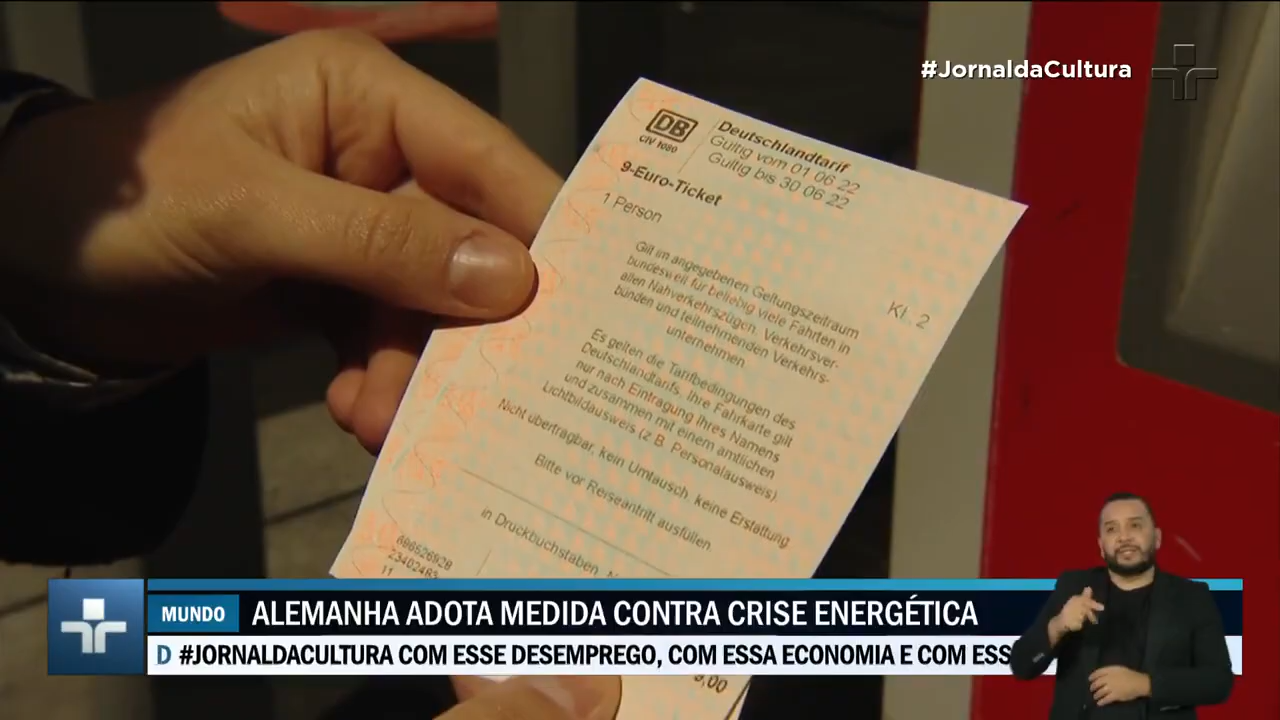 #JornaldaCultura
DB
CIV 1080
Deutschlandtarif
Gültig vom 01 06 22
Gültig bis 30 06 22
9-Euro-Ticket
1 Person
Kl. 2
Gilt im angegebenen Geltungszeitraum
bundesweit für beliebig viele Fahrten in
allen Nahverkehrszügen, Verkehrsver-
bünden und teilnehmenden Verkehrs-
unternehmen.
Es gelten die Tarifbedingungen des
Deutschlandtarifs. Ihre Fahrkarte gilt
nur nach Eintragung Ihres Namens
und zusammen mit einem amtlichen
Lichtbildausweis (z.B. Personalausweis)
Nicht übertragbar, kein Umtausch, keine Erstattung
Bitte vor Reiseantritt ausfüllen.
in Druckbuchstaben,
11
9,00
MUNDO
ALEMANHA ADOTA MEDIDA CONTRA CRISE ENERGÉTICA
#JORNALDACULTURA COM ESSE DESEMPREGO, COM ESSA ECONOMIA E COM ESS